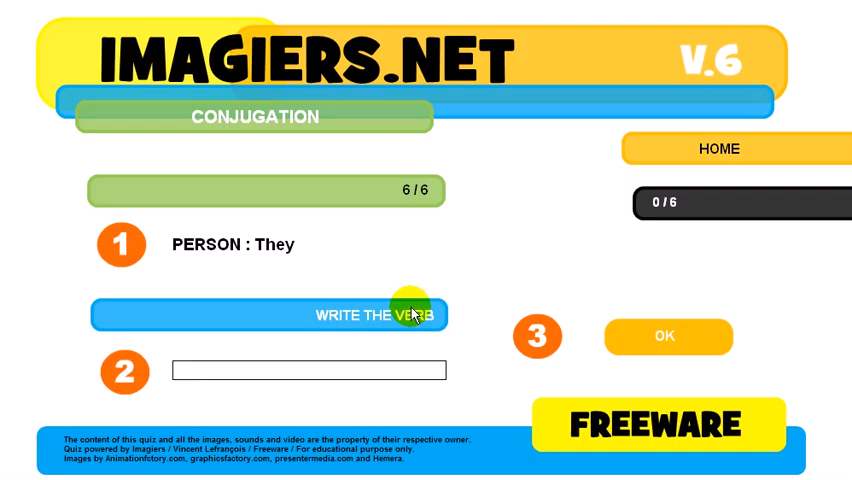 IMAGIERS.NET
V.6
CONJUGATION
HOME
6 / 6
0 / 6
1
PERSON : They
WRITE THE VERB
3
OK
2
FREEWARE
The content of this quiz and all the images, sounds and video are the property of their respective owner.
Quiz powered by Imagiers / Vincent Lefrançois / Freeware / For educational purpose only.
Images by Animationfotory.com, graphicsfactory.com, presentermedia.com and Hemera.